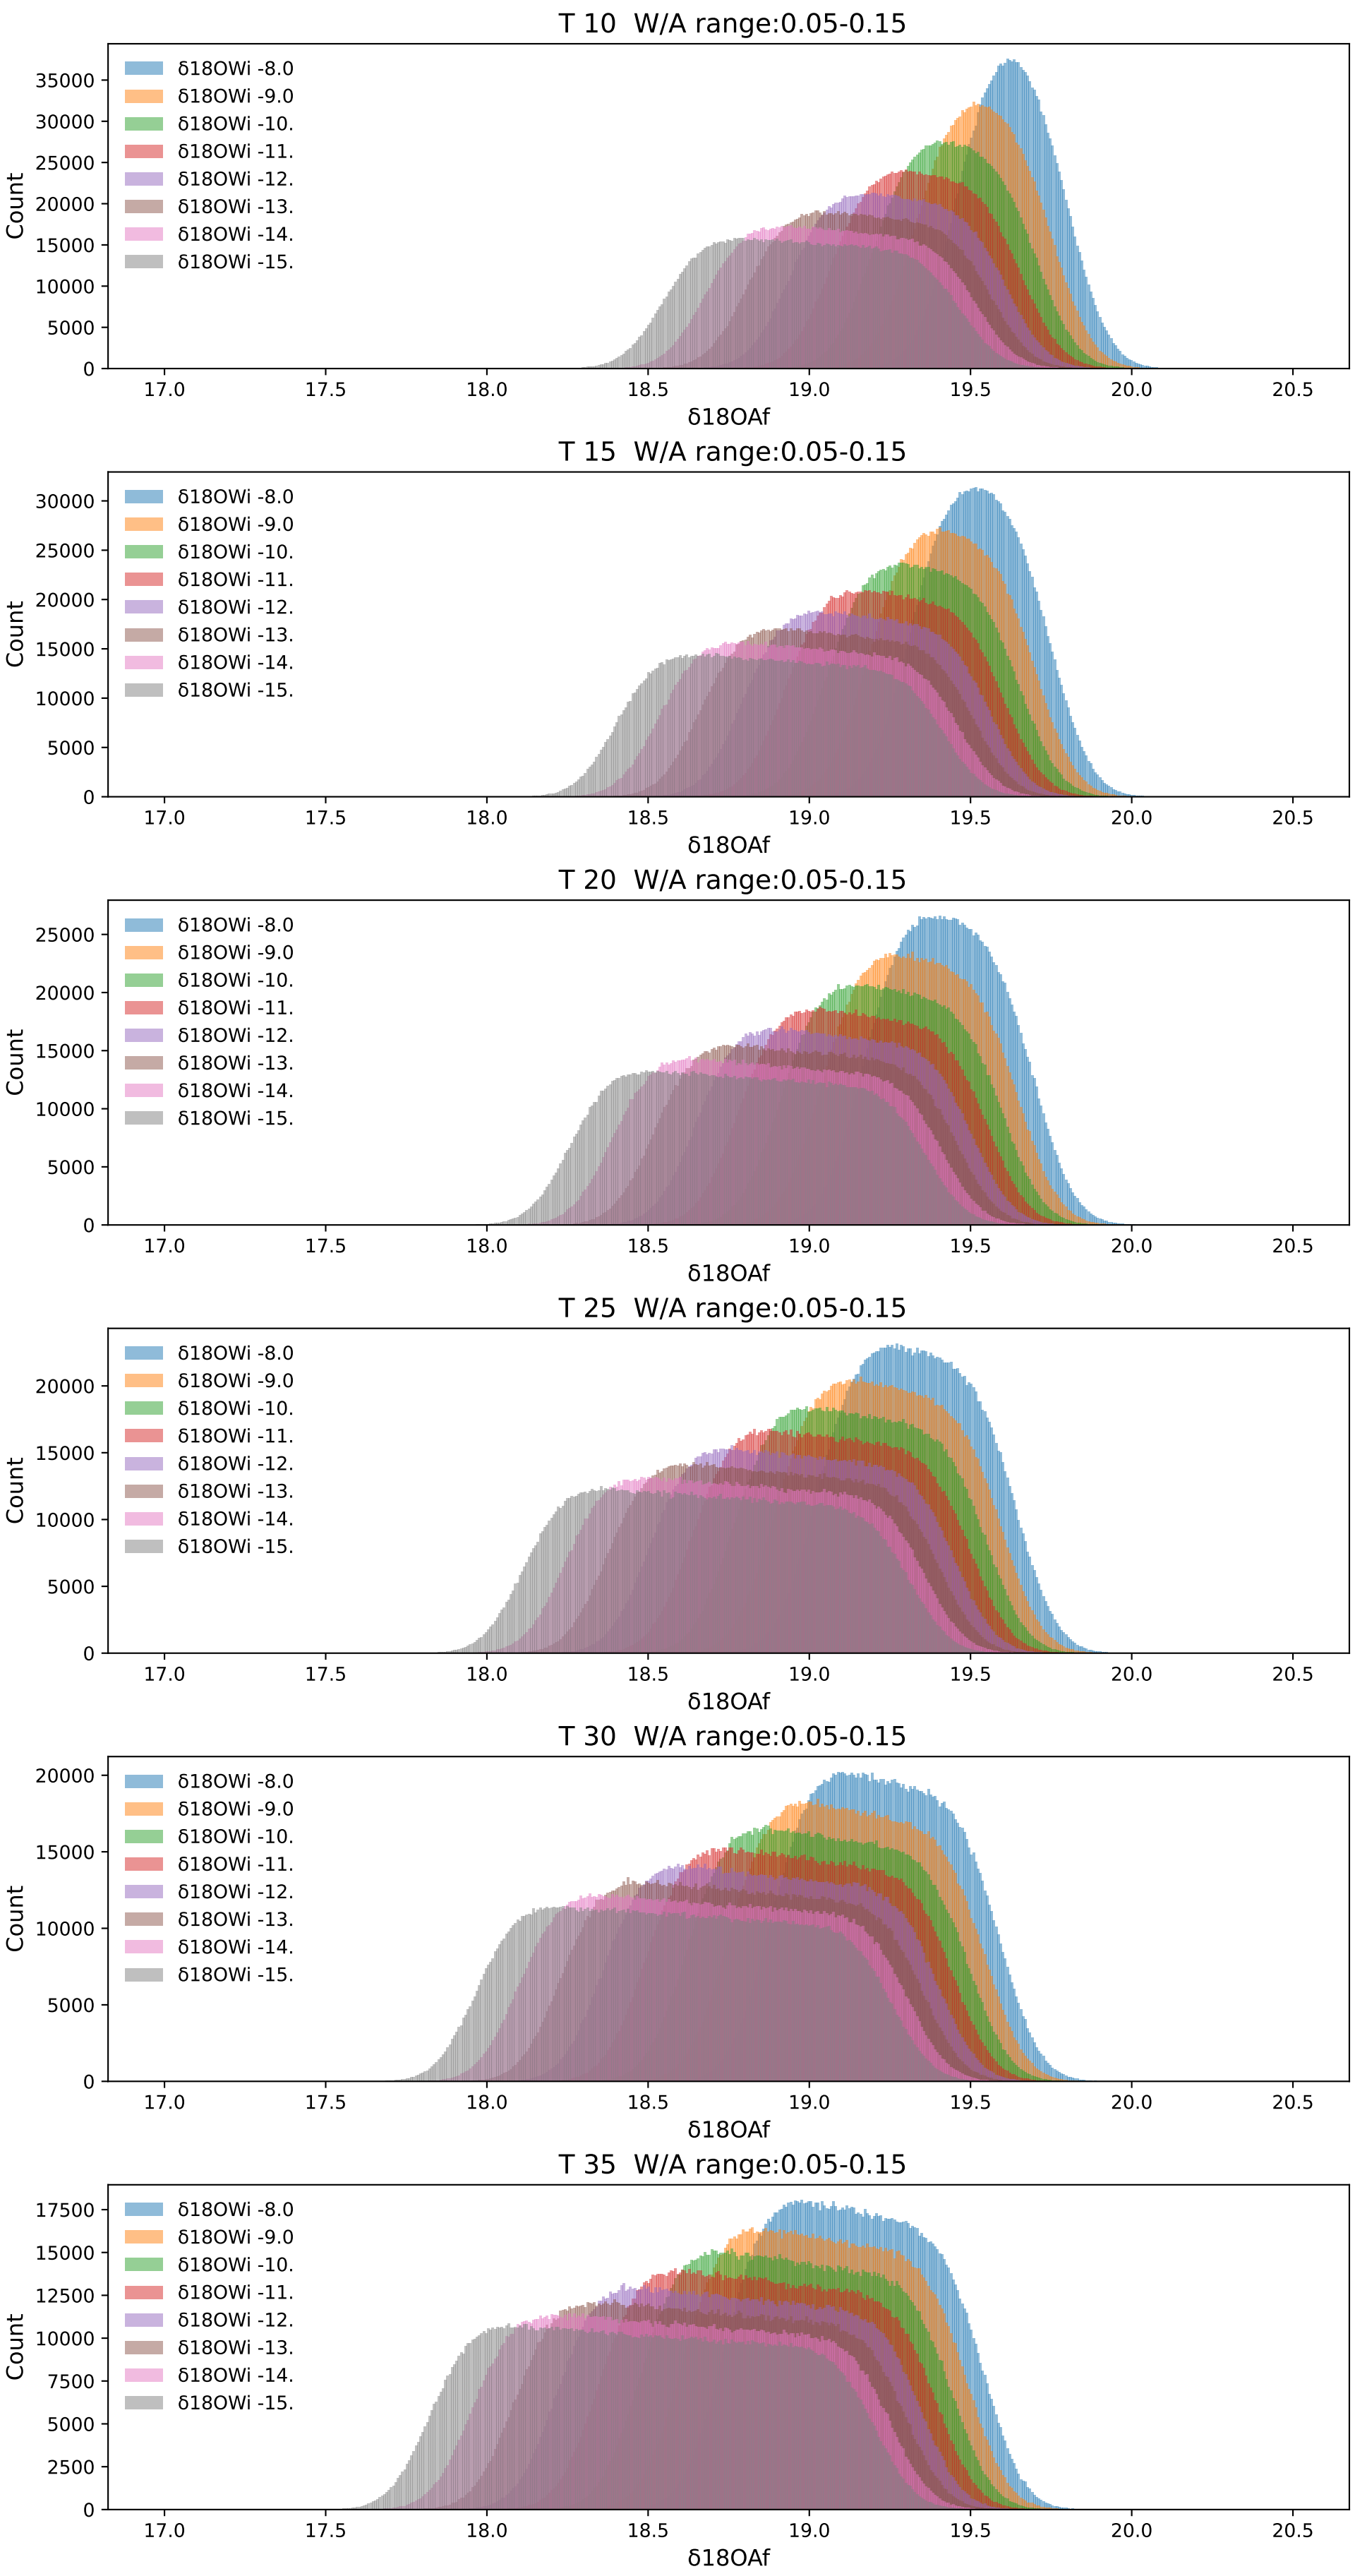 T 10  W/A range:0.05-0.15
Count
35000
30000
25000
20000
15000
10000
5000
0
δ18OWi -8.0
δ18OWi -9.0
δ18OWi -10.
δ18OWi -11.
δ18OWi -12.
δ18OWi -13.
δ18OWi -14.
δ18OWi -15.
17.0 17.5 18.0 18.5 19.0 19.5 20.0 20.5
δ18OAf
T 15  W/A range:0.05-0.15
Count
30000
25000
20000
15000
10000
5000
0
δ18OWi -8.0
δ18OWi -9.0
δ18OWi -10.
δ18OWi -11.
δ18OWi -12.
δ18OWi -13.
δ18OWi -14.
δ18OWi -15.
17.0 17.5 18.0 18.5 19.0 19.5 20.0 20.5
δ18OAf
T 20  W/A range:0.05-0.15
Count
25000
20000
15000
10000
5000
0
δ18OWi -8.0
δ18OWi -9.0
δ18OWi -10.
δ18OWi -11.
δ18OWi -12.
δ18OWi -13.
δ18OWi -14.
δ18OWi -15.
17.0 17.5 18.0 18.5 19.0 19.5 20.0 20.5
δ18OAf
T 25  W/A range:0.05-0.15
Count
20000
15000
10000
5000
0
δ18OWi -8.0
δ18OWi -9.0
δ18OWi -10.
δ18OWi -11.
δ18OWi -12.
δ18OWi -13.
δ18OWi -14.
δ18OWi -15.
17.0 17.5 18.0 18.5 19.0 19.5 20.0 20.5
δ18OAf
T 30  W/A range:0.05-0.15
Count
20000
15000
10000
5000
0
δ18OWi -8.0
δ18OWi -9.0
δ18OWi -10.
δ18OWi -11.
δ18OWi -12.
δ18OWi -13.
δ18OWi -14.
δ18OWi -15.
17.0 17.5 18.0 18.5 19.0 19.5 20.0 20.5
δ18OAf
T 35  W/A range:0.05-0.15
Count
17500
15000
12500
10000
7500
5000
2500
0
δ18OWi -8.0
δ18OWi -9.0
δ18OWi -10.
δ18OWi -11.
δ18OWi -12.
δ18OWi -13.
δ18OWi -14.
δ18OWi -15.
17.0 17.5 18.0 18.5 19.0 19.5 20.0 20.5
δ18OAf